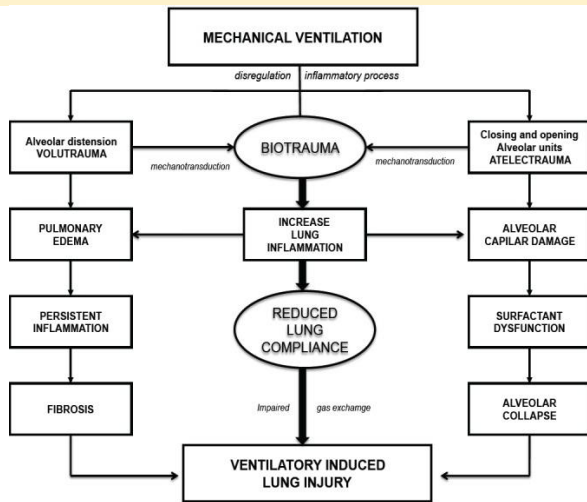 MECHANICAL VENTILATION
disregulation inflammatory process
Alveolar distension
VOLUTRAUMA
mechanotransduction
BIOTRAUMA
mechanotransduction
Closing and opening
Alveolar units
ATELECTRAUMA
PULMONARY
EDEMA
INCREASE
LUNG
INFLAMMATION
ALVEOLAR
CAPILAR DAMAGE
PERSISTENT
INFLAMMATION
REDUCED
LUNG
COMPLIANCE
SURFACTANT
DYSFUNCTION
FIBROSIS
Impaired gas exchamge
ALVEOLAR
COLLAPSE
VENTILATORY INDUCED
LUNG INJURY